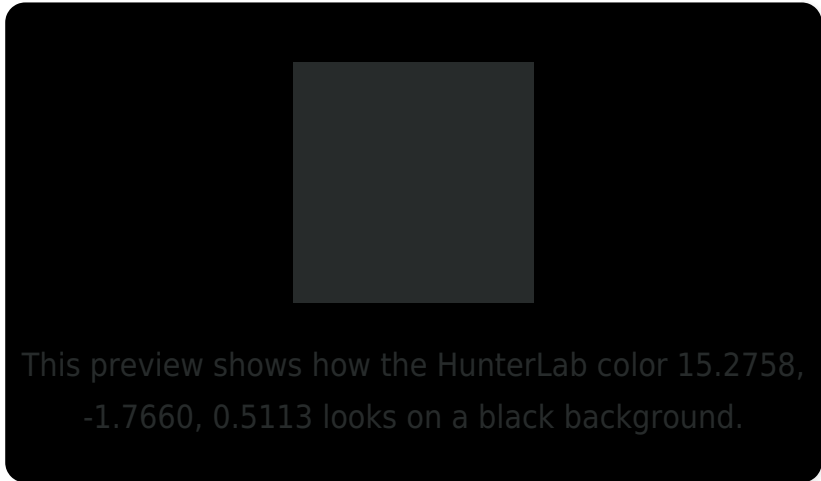 This preview shows how the HunterLab color 15.2758,
-1.7660, 0.5113 looks on a black background.